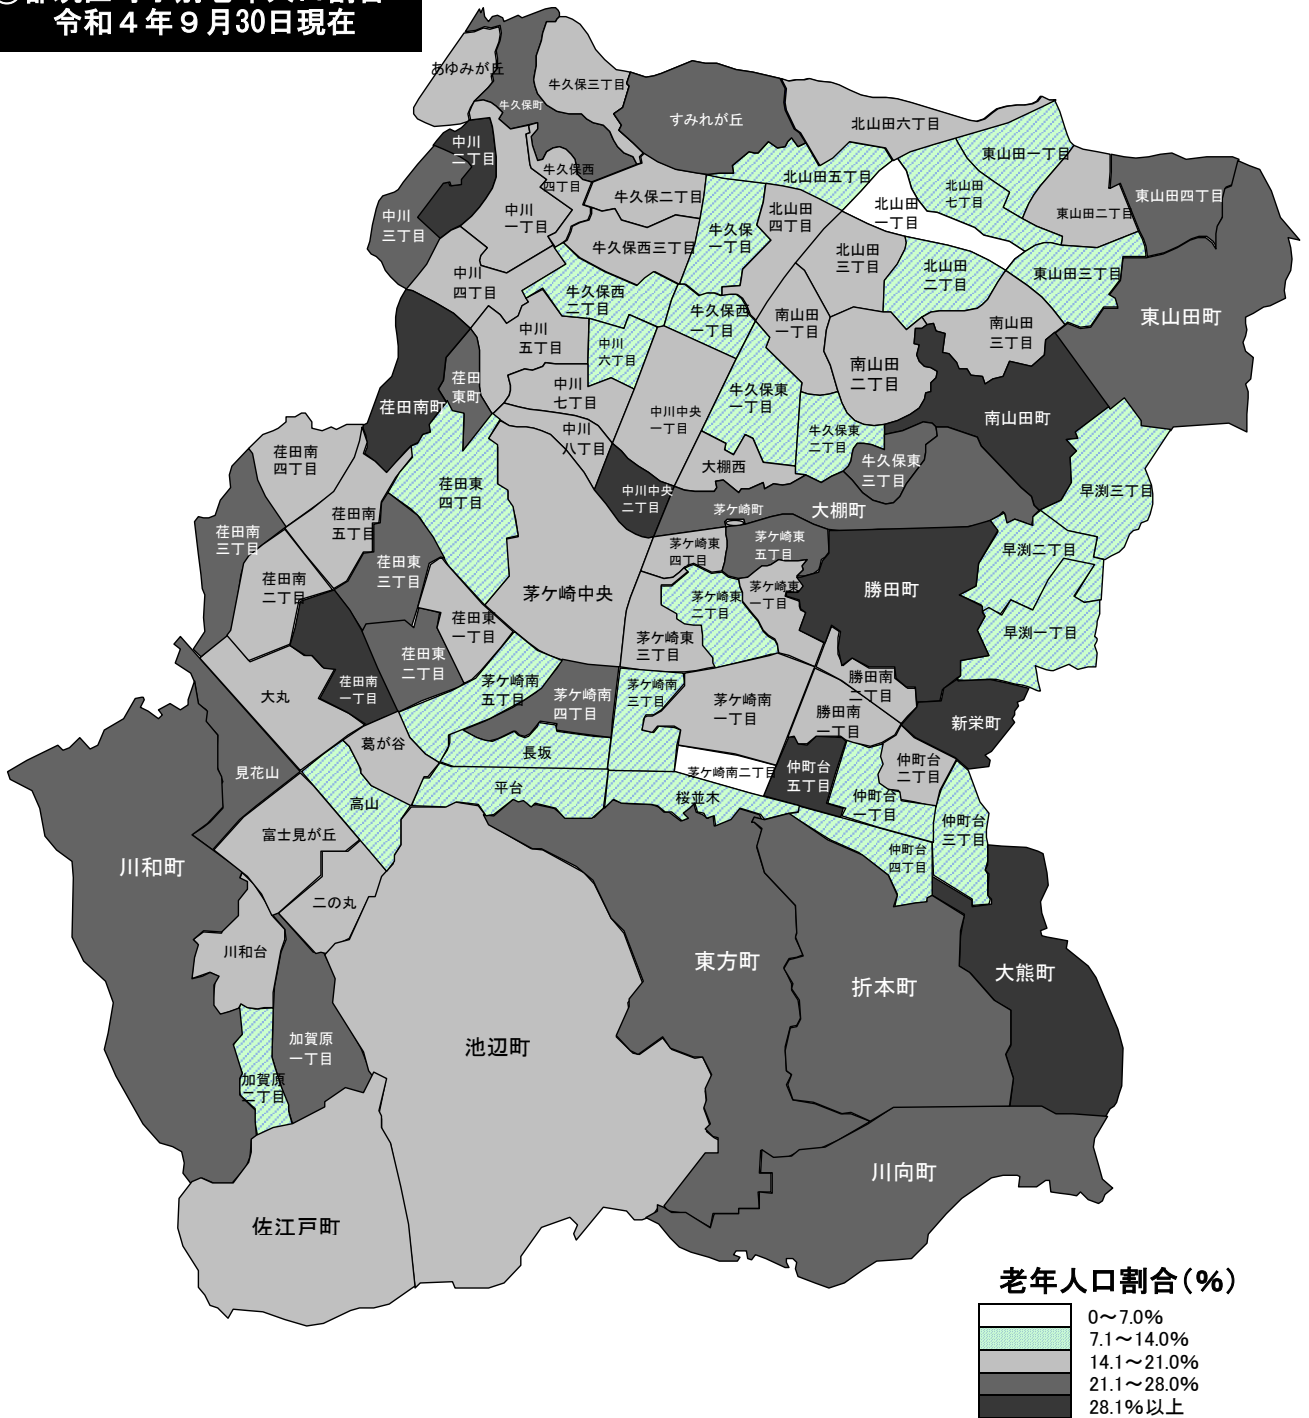 令和４年９月30日現在
あゆみが丘
牛久保町
牛久保三丁目
すみれが丘
北山田六丁目
中川
二丁目
牛久保西
四丁目
牛久保二丁目
北山田五丁目
東山田一丁目
北山田
七丁目
東山田二丁目
東山田四丁目
中川
三丁目
中川
一丁目
牛久保西三丁目
牛久保
一丁目
北山田
四丁目
北山田
一丁目
北山田
三丁目
北山田
二丁目
東山田三丁目
東山田町
中川
四丁目
牛久保西
二丁目
牛久保西
一丁目
南山田
一丁目
南山田
三丁目
中川
五丁目
中川
六丁目
南山田
二丁目
荏田南町
荏田
東町
中川
七丁目
牛久保東
一丁目
南山田町
中川
八丁目
中川中央
一丁目
牛久保東
二丁目
牛久保東
三丁目
荏田南
四丁目
荏田東
四丁目
大棚西
中川中央
二丁目
早渕三丁目
茅ケ崎町
大棚町
荏田南
五丁目
荏田南
三丁目
茅ケ崎東
四丁目
茅ケ崎東
五丁目
早渕二丁目
荏田東
三丁目
荏田南
二丁目
茅ケ崎中央
茅ケ崎東
二丁目
茅ケ崎東
一丁目
勝田町
荏田東
一丁目
茅ケ崎東
三丁目
早渕一丁目
荏田東
二丁目
荏田南
一丁目
大丸
茅ケ崎南
五丁目
茅ケ崎南
四丁目
茅ケ崎南
三丁目
茅ケ崎南
一丁目
勝田南
二丁目
勝田南
一丁目
新栄町
葛が谷
長坂
見花山
茅ケ崎南二丁目
仲町台
五丁目
仲町台
二丁目
高山
平台
桜並木
仲町台
一丁目
仲町台
三丁目
富士見が丘
仲町台
四丁目
川和町
二の丸
川和台
東方町
折本町
大熊町
加賀原
一丁目
池辺町
加賀原
二丁目
川向町
佐江戸町
老年人口割合（％）
0～7.0%
7.1～14.0%
14.1～21.0%
21.1～28.0%
28.1%以上